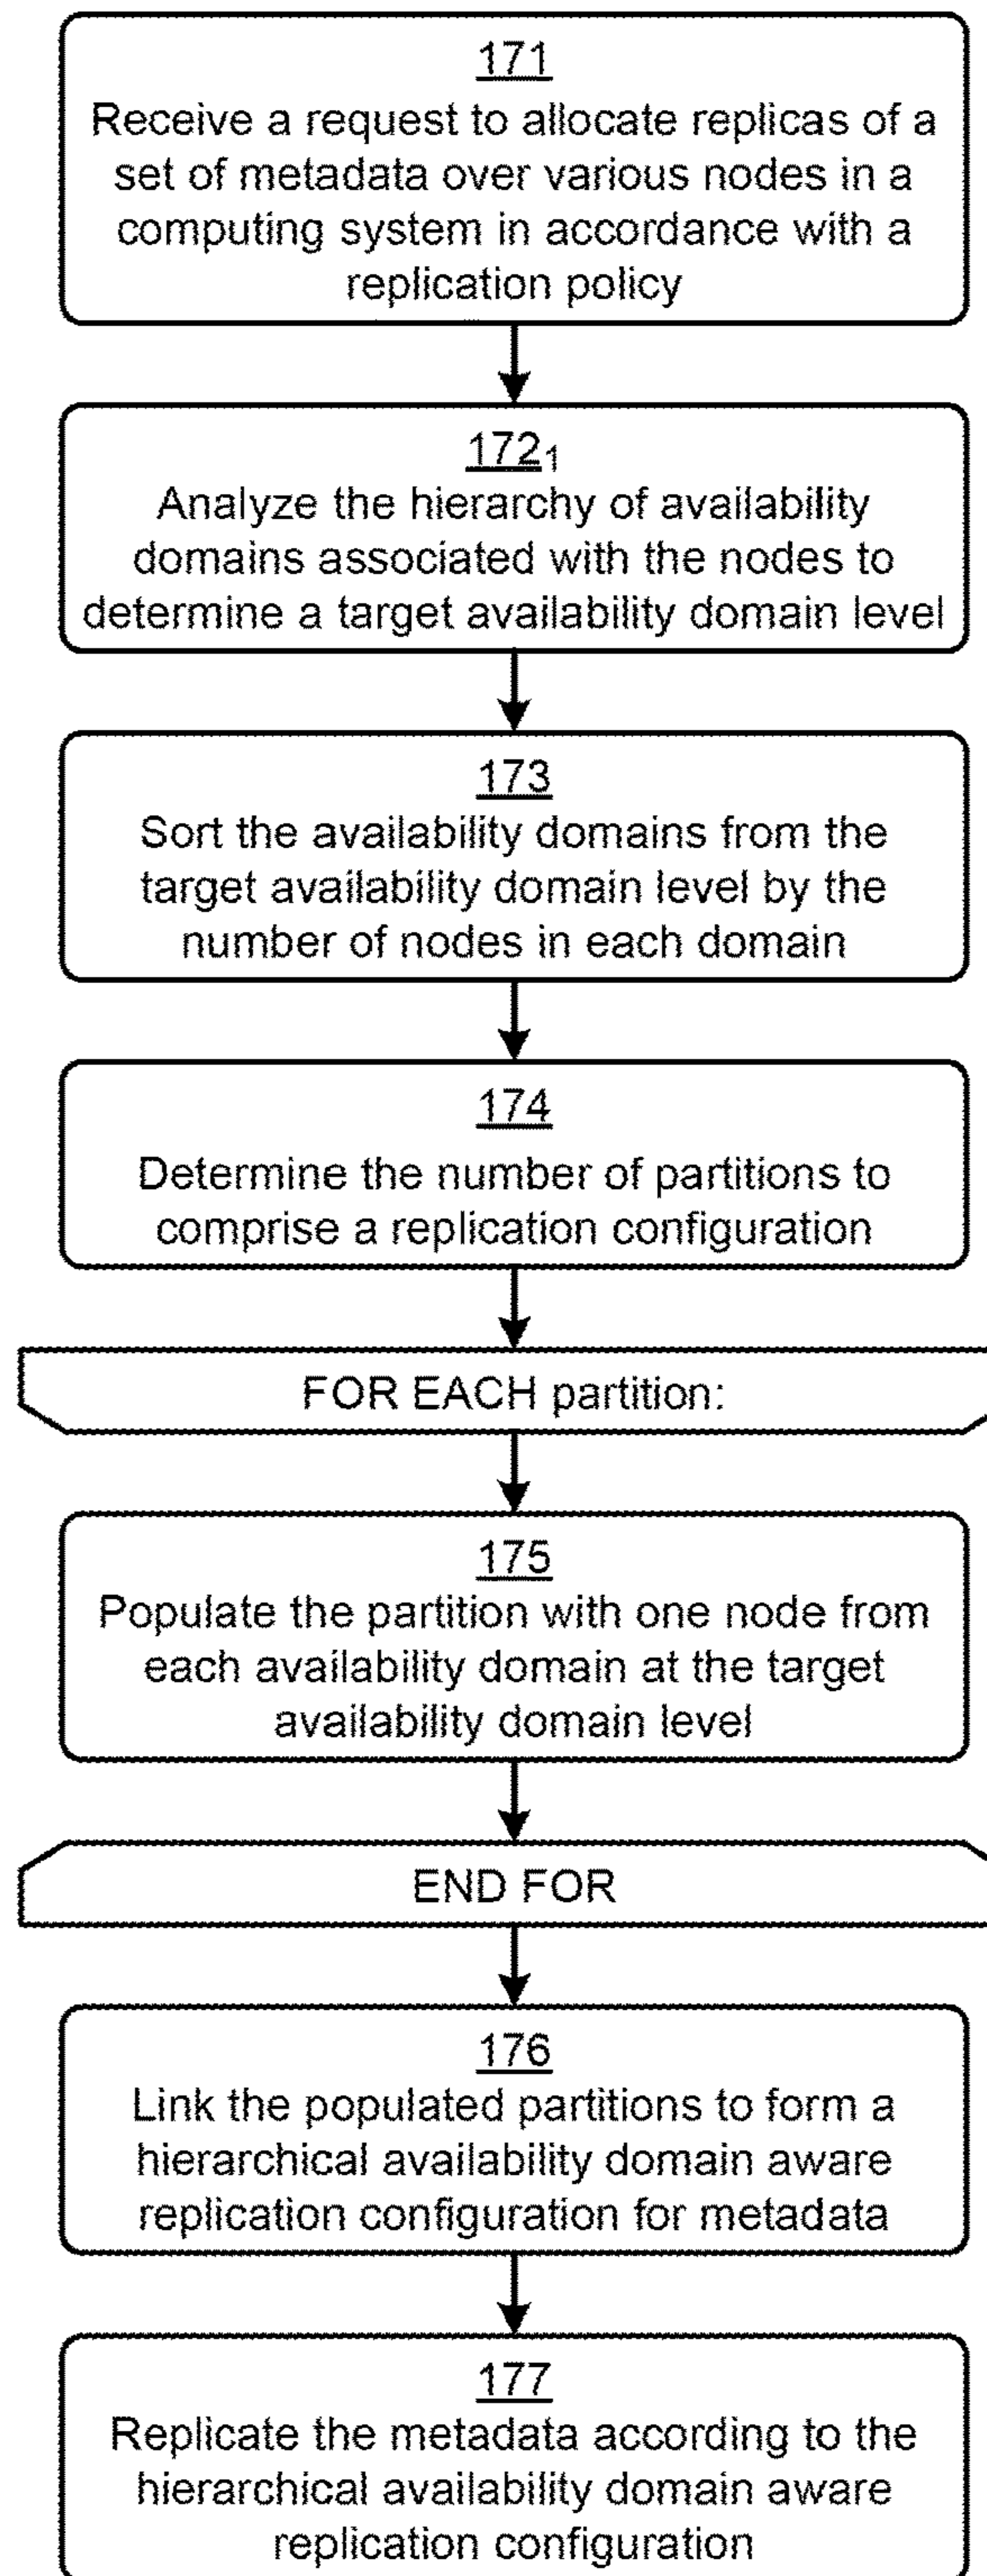 171
Receive a request to allocate replicas of a
set of metadata over various nodes in a
computing system in accordance with a
replication policy
172₁
Analyze the hierarchy of availability
domains associated with the nodes to
determine a target availability domain level
173
Sort the availability domains from the
target availability domain level by the
number of nodes in each domain
174
Determine the number of partitions to
comprise a replication configuration
FOR EACH partition:
175
Populate the partition with one node from
each availability domain at the target
availability domain level
END FOR
176
Link the populated partitions to form a
hierarchical availability domain aware
replication configuration for metadata
177
Replicate the metadata according to the
hierarchical availability domain aware
replication configuration